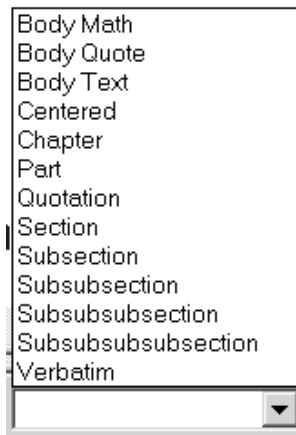 Body Math
Body Quote
Body Text
Centered
Chapter
Part
Quotation
Section
Subsection
Subsubsection
Subsubsubsection
Subsubsubsubsection
Verbatim